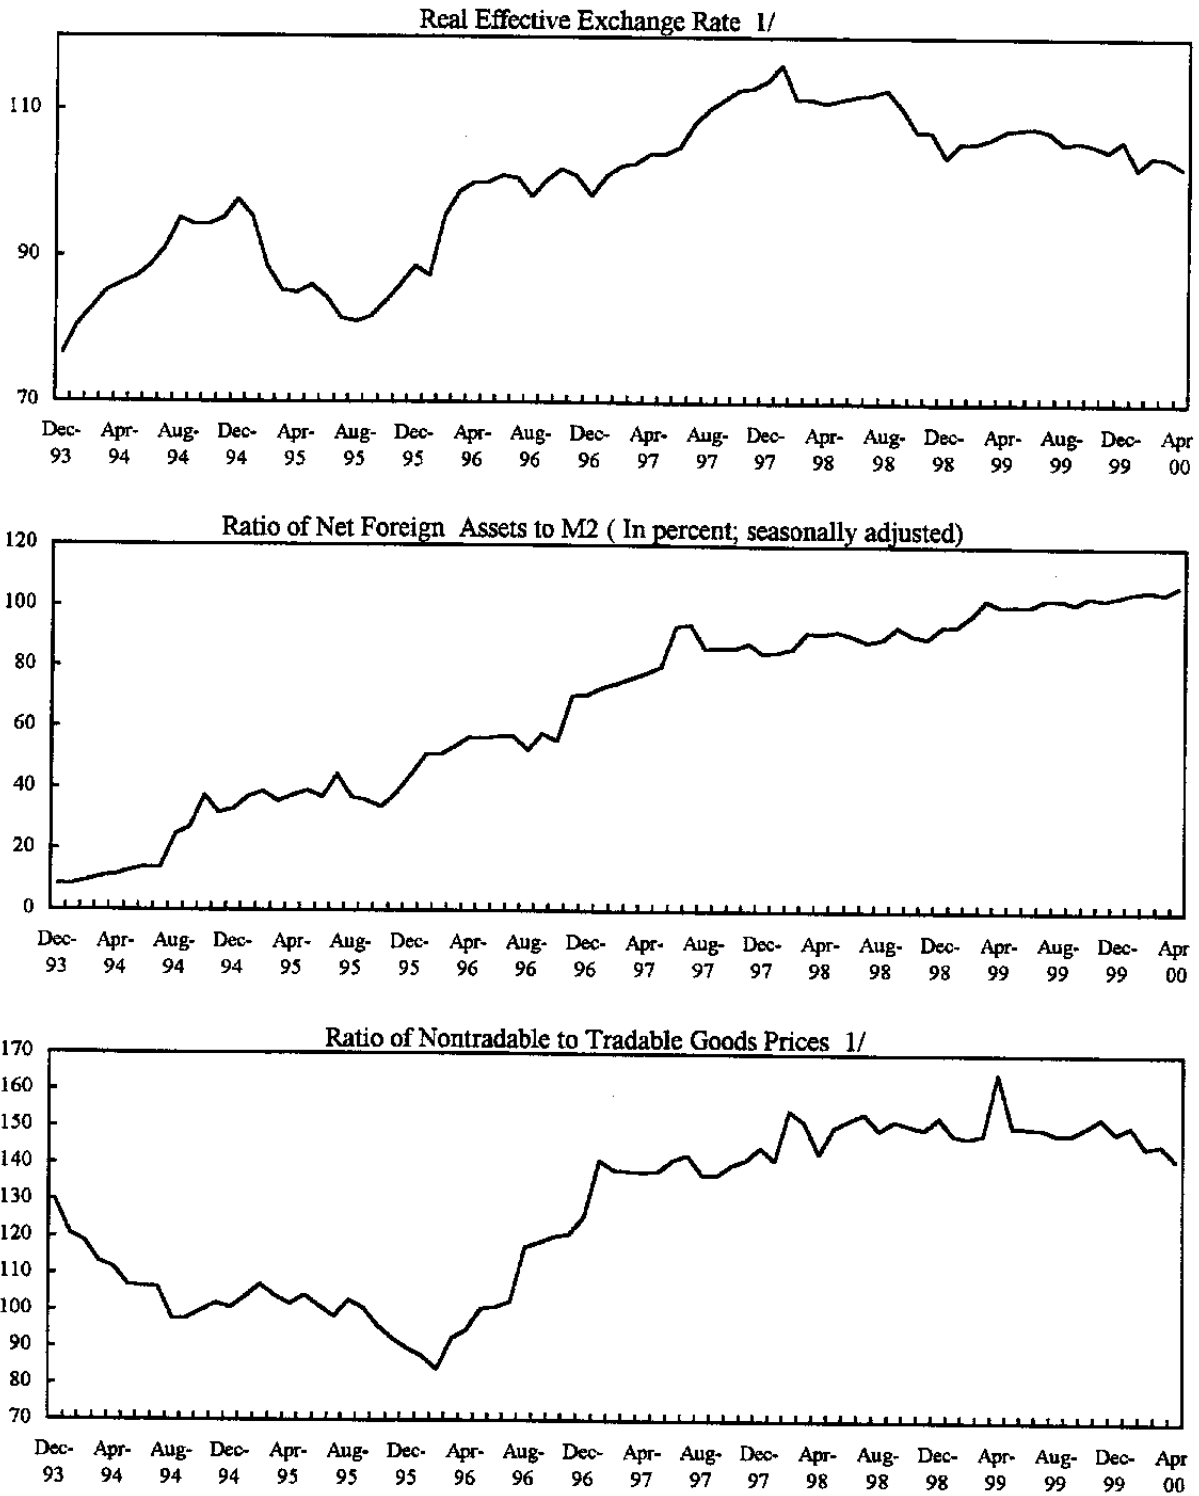 Real Effective Exchange Rate 1/
110
90
70
Dec- Apr- Aug- Dec- Apr- Aug- Dec- Apr- Aug- Dec- Apr- Aug- Dec- Apr- Aug- Dec- Apr- Aug- Dec- Apr
93 94 94 94 95 95 95 96 96 96 97 97 97 98 98 98 99 99 99 00
Ratio of Net Foreign Assets to M2 ( In percent; seasonally adjusted)
120
100
80
60
40
20
0
Dec- Apr- Aug- Dec- Apr- Aug- Dec- Apr- Aug- Dec- Apr- Aug- Dec- Apr- Aug- Dec- Apr- Aug- Dec- Apr
93 94 94 94 95 95 95 96 96 96 97 97 97 98 98 98 99 99 99 00
Ratio of Nontradable to Tradable Goods Prices 1/
170
160
150
140
130
120
110
100
90
80
70
Dec- Apr- Aug- Dec- Apr- Aug- Dec- Apr- Aug- Dec- Apr- Aug- Dec- Apr- Aug- Dec- Apr- Aug- Dec- Apr
93 94 94 94 95 95 95 96 96 96 97 97 97 98 98 98 99 99 99 00